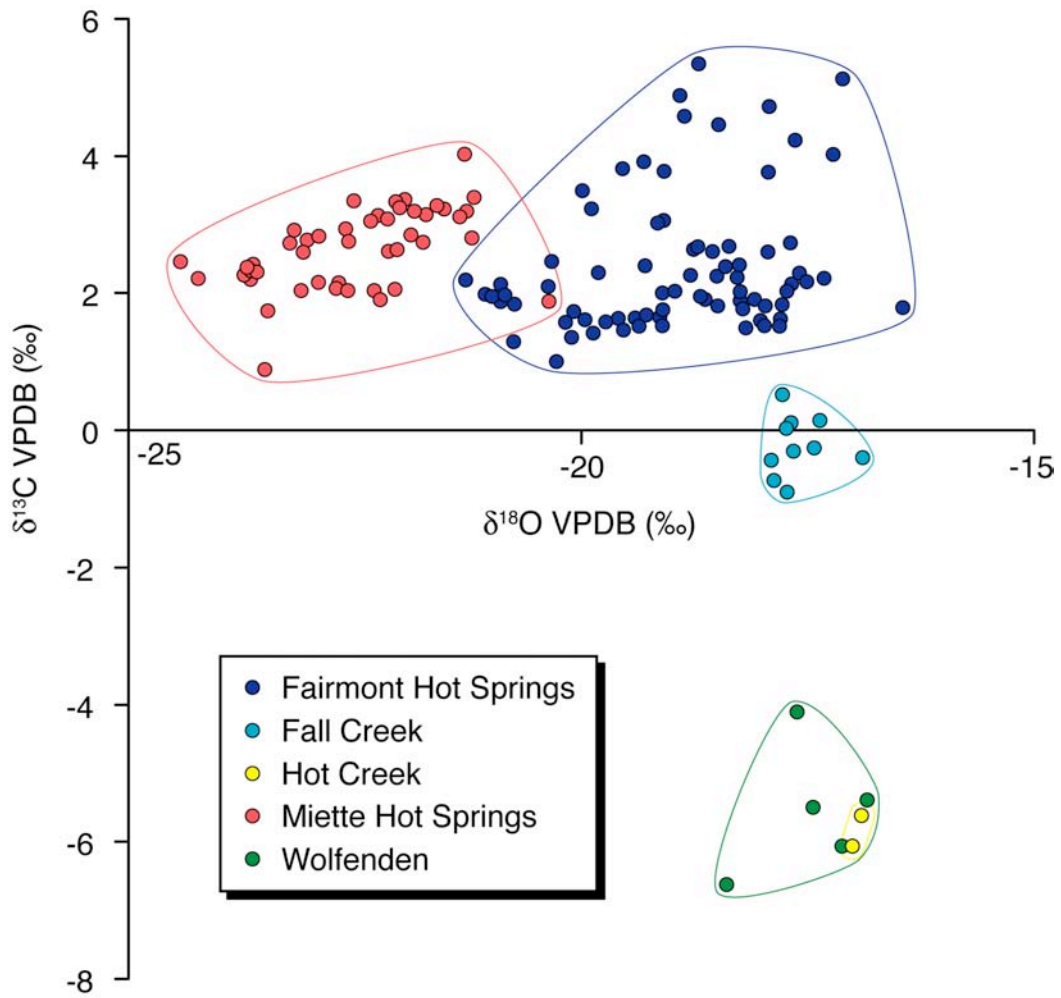 6
4
2
0
-25
-20
-15
δ¹³C VPDB (‰)
δ¹⁸O VPDB (‰)
-2
-4
-6
-8
Fairmont Hot Springs
Fall Creek
Hot Creek
Miette Hot Springs
Wolfenden